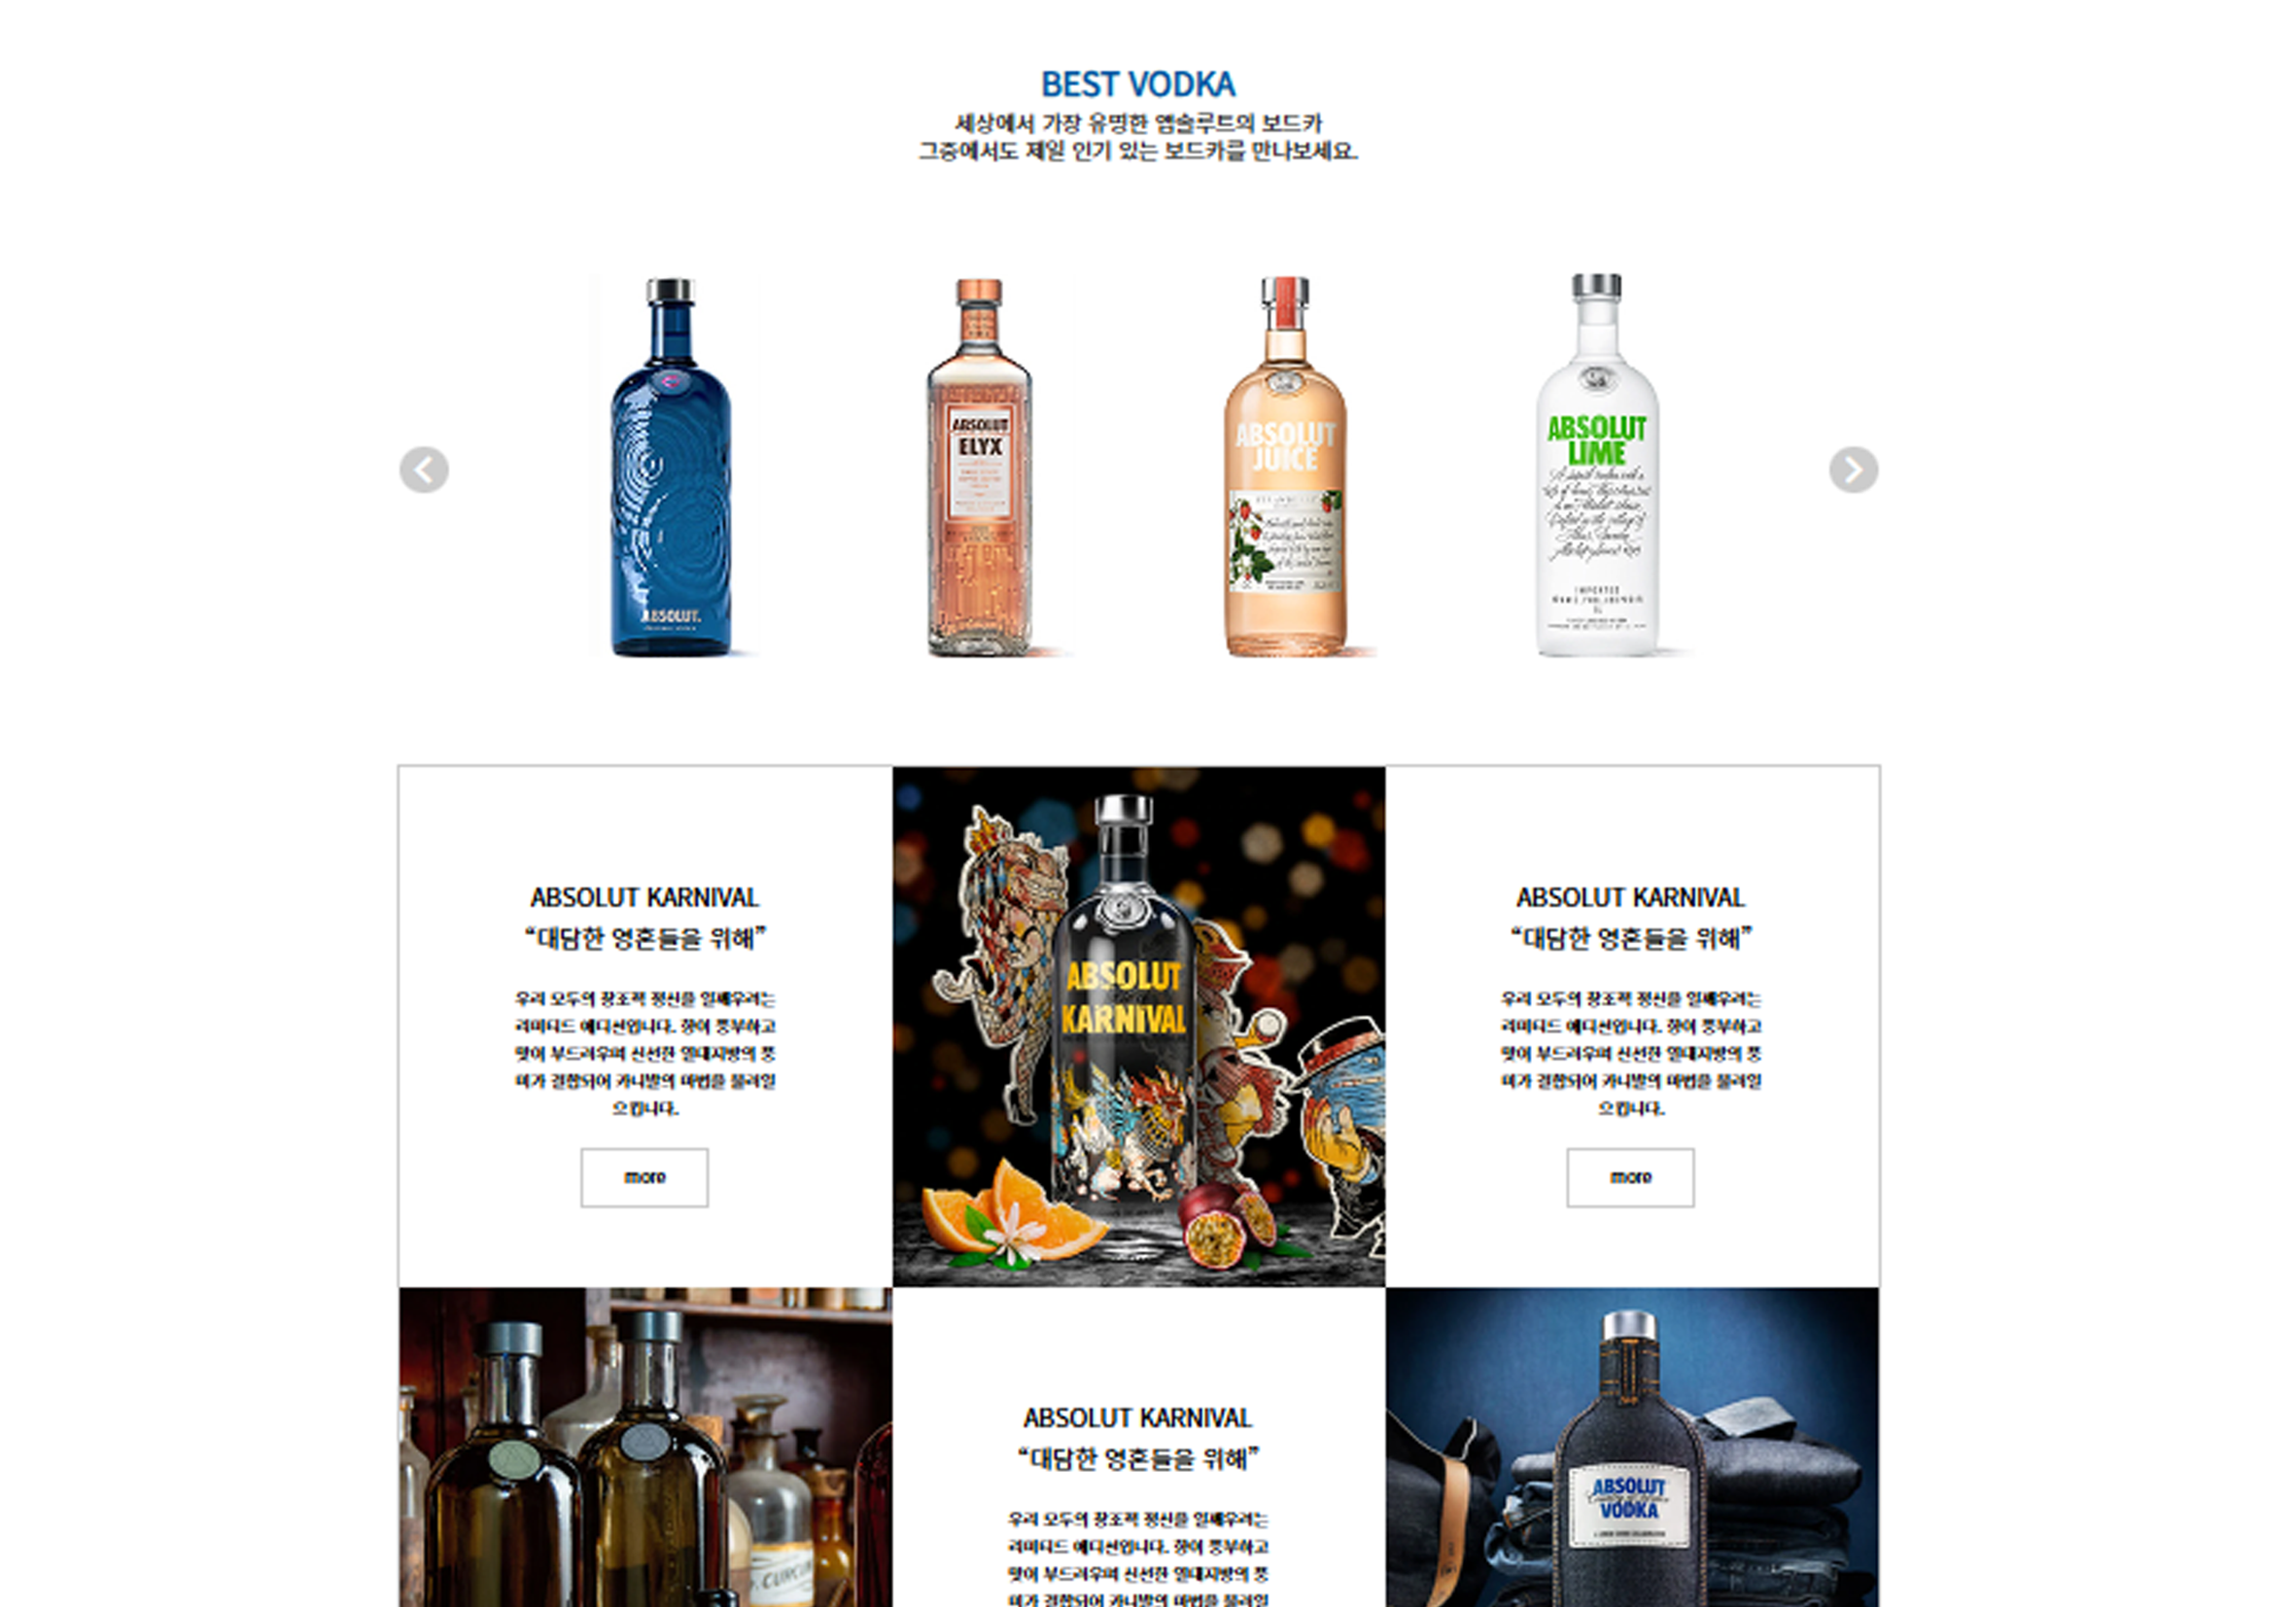 BEST VODKA
세상에서 가장 유명한 앱솔루트의 보드카
그중에서도 제일 인기 있는 보드카를 만나보세요.
ABSOLUT.
ABSOLUT
ELYX
ABSOLUT
JUICE
ABSOLUT
LIME
IMPORTED
ABSOLUT KARNIVAL
“대담한 영혼들을 위해”
우리 모두의 창조적 정신을 일깨우려는
리미티드 에디션입니다. 향이 풍부하고
맛이 부드러우며 신선한 열대지방의 풍
미가 결합되어 카니발의 마법을 불러일
으킵니다.
more
ABSOLUT
KARNIVAL
ABSOLUT KARNIVAL
“대담한 영혼들을 위해”
우리 모두의 창조적 정신을 일깨우려는
리미티드 에디션입니다. 향이 풍부하고
맛이 부드러우며 신선한 열대지방의 풍
미가 결합되어 카니발의 마법을 불러일
으킵니다.
more
ABSOLUT KARNIVAL
“대담한 영혼들을 위해”
우리 모두의 창조적 정신을 일깨우려는
리미티드 에디션입니다. 향이 풍부하고
맛이 부드러우며 신선한 열대지방의 풍
미가 결합되어 카니발의 마법을 불러일
ABSOLUT
VODKA